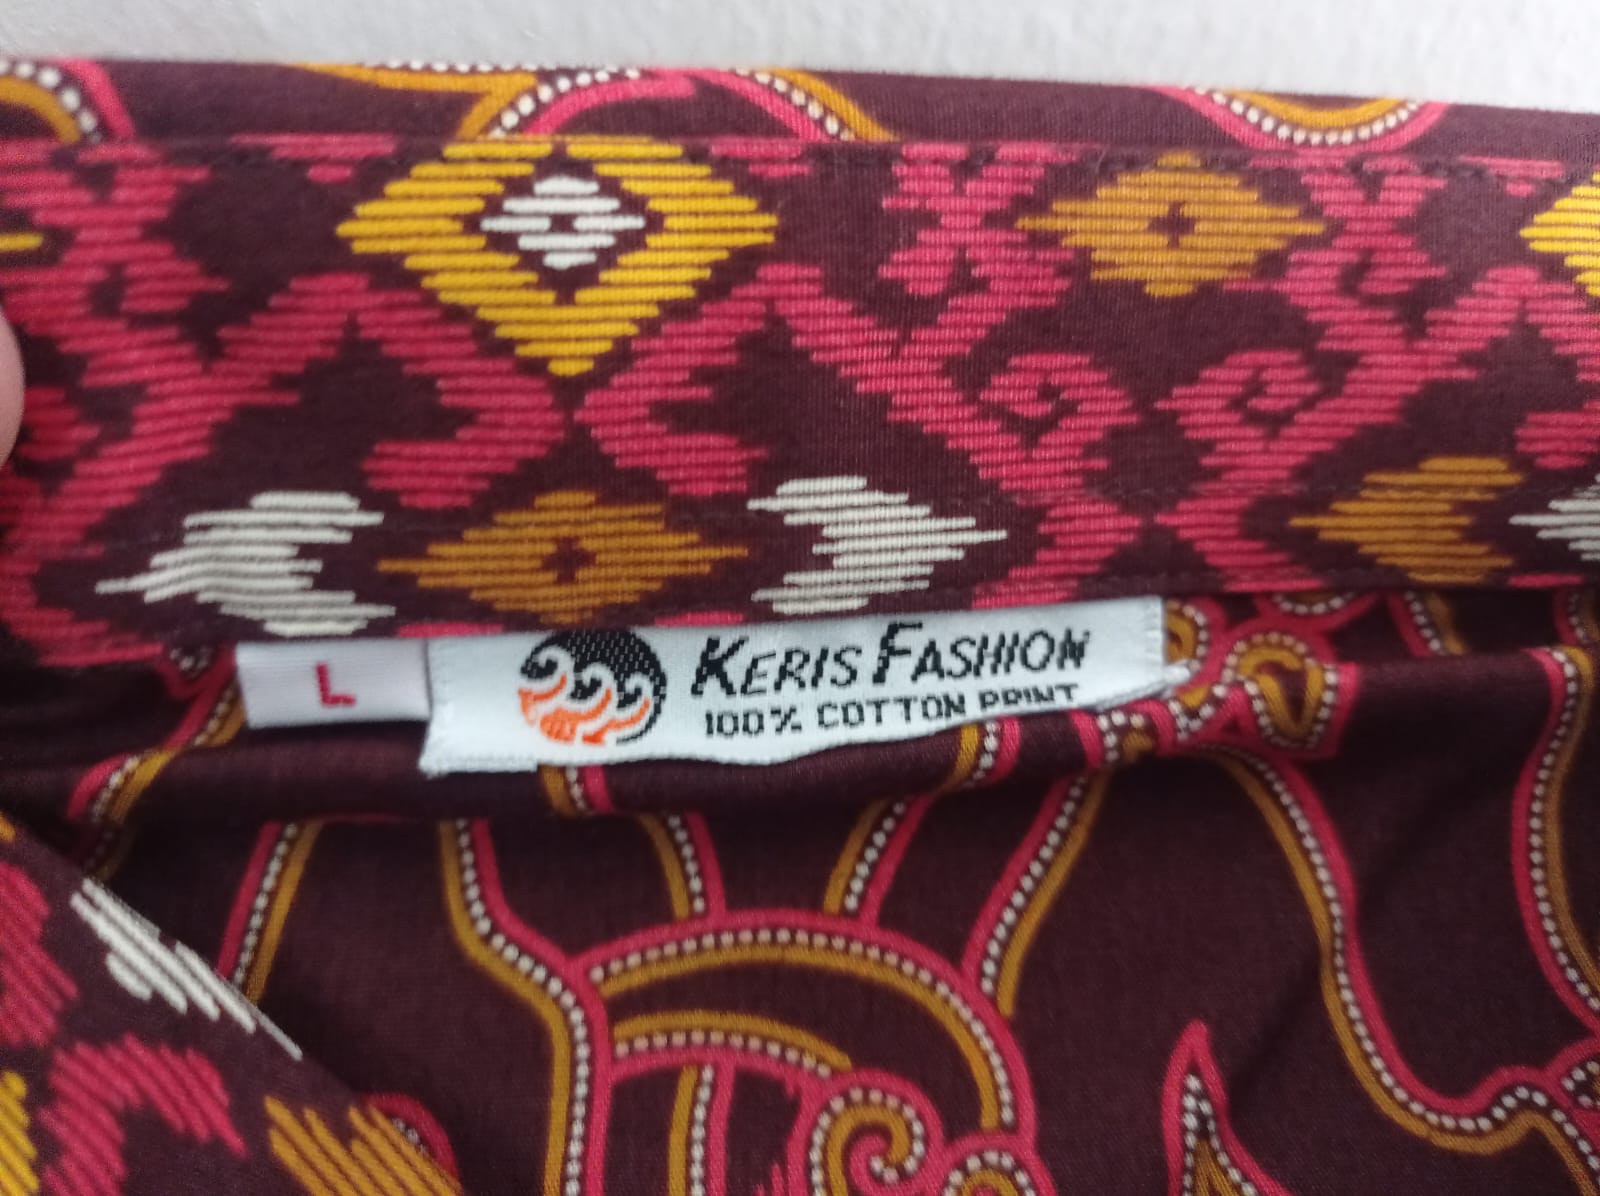 L
KERIS FASHION
100% COTTON PRINT